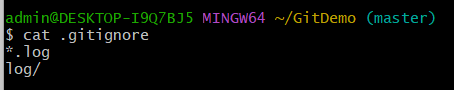 admin@DESKTOP-I9Q7BJ5 MINGW64 ~/GitDemo (master)
$ cat .gitignore
*.log
log/